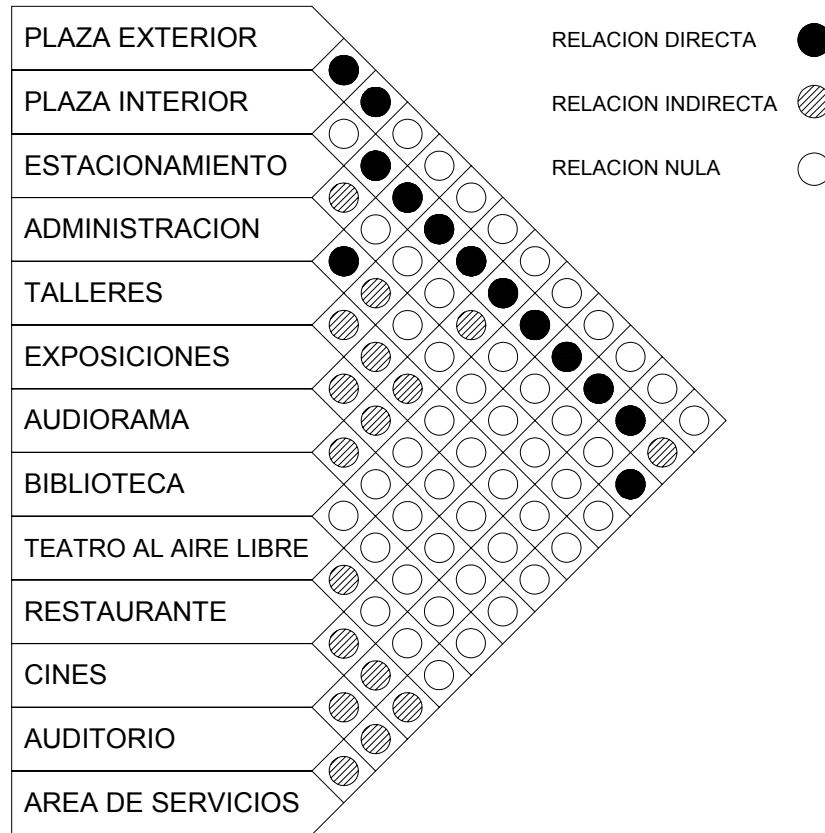 PLAZA EXTERIOR
PLAZA INTERIOR
ESTACIONAMIENTO
ADMINISTRACION
TALLERES
EXPOSICIONES
AUDIORAMA
BIBLIOTECA
TEATRO AL AIRE LIBRE
RESTAURANTE
CINES
AUDITORIO
AREA DE SERVICIOS
RELACION DIRECTA
RELACION INDIRECTA
RELACION NULA